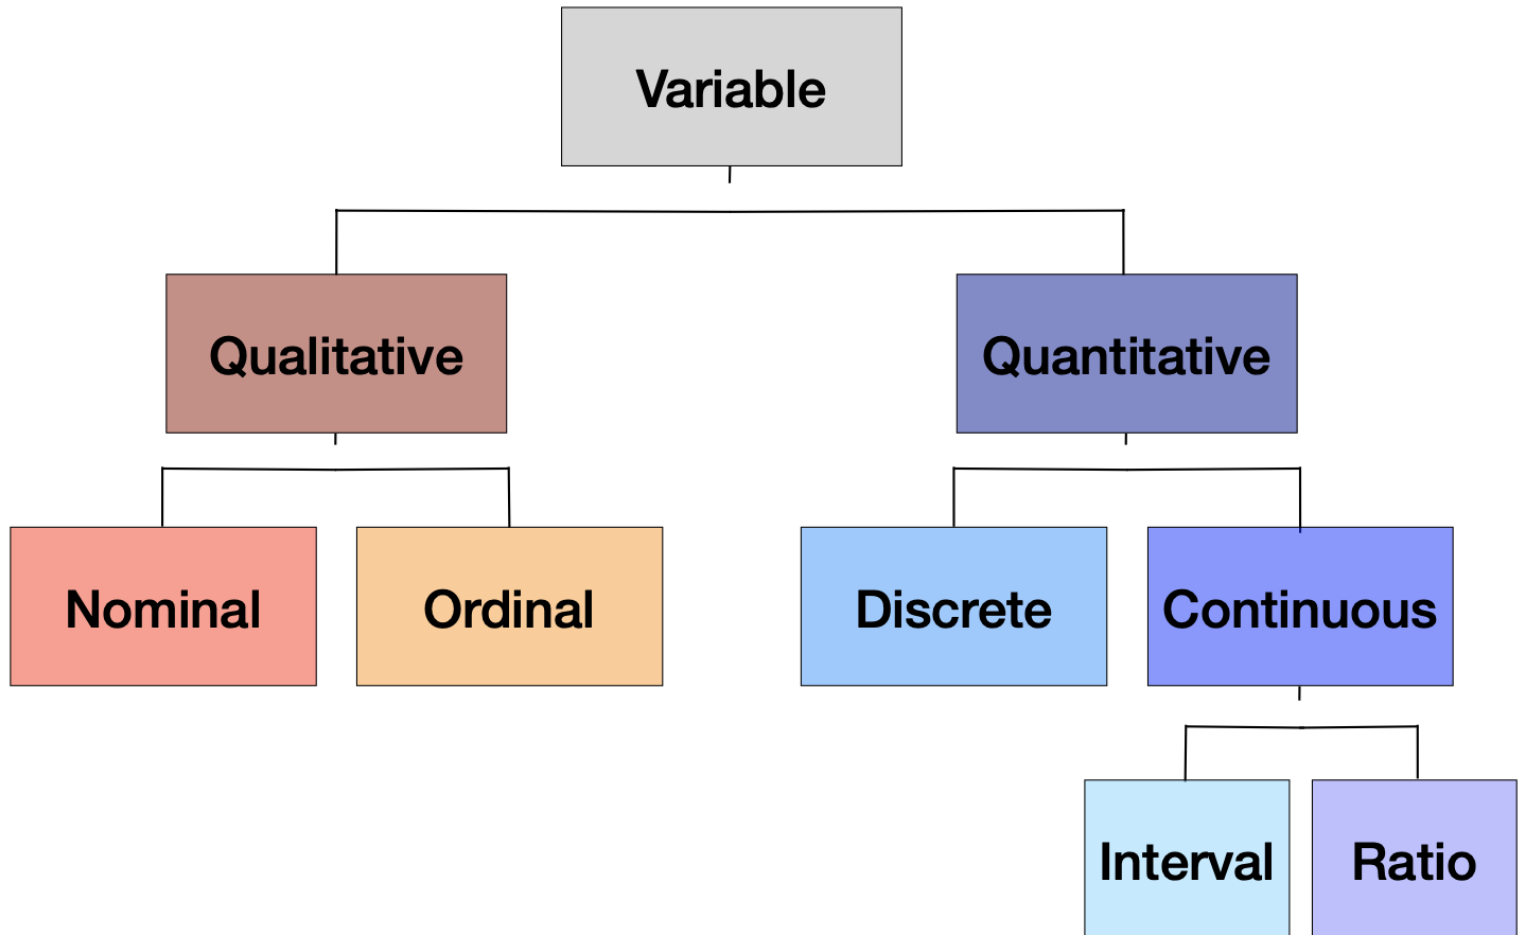 Variable
Qualitative
Quantitative
Nominal
Ordinal
Discrete
Continuous
Interval
Ratio